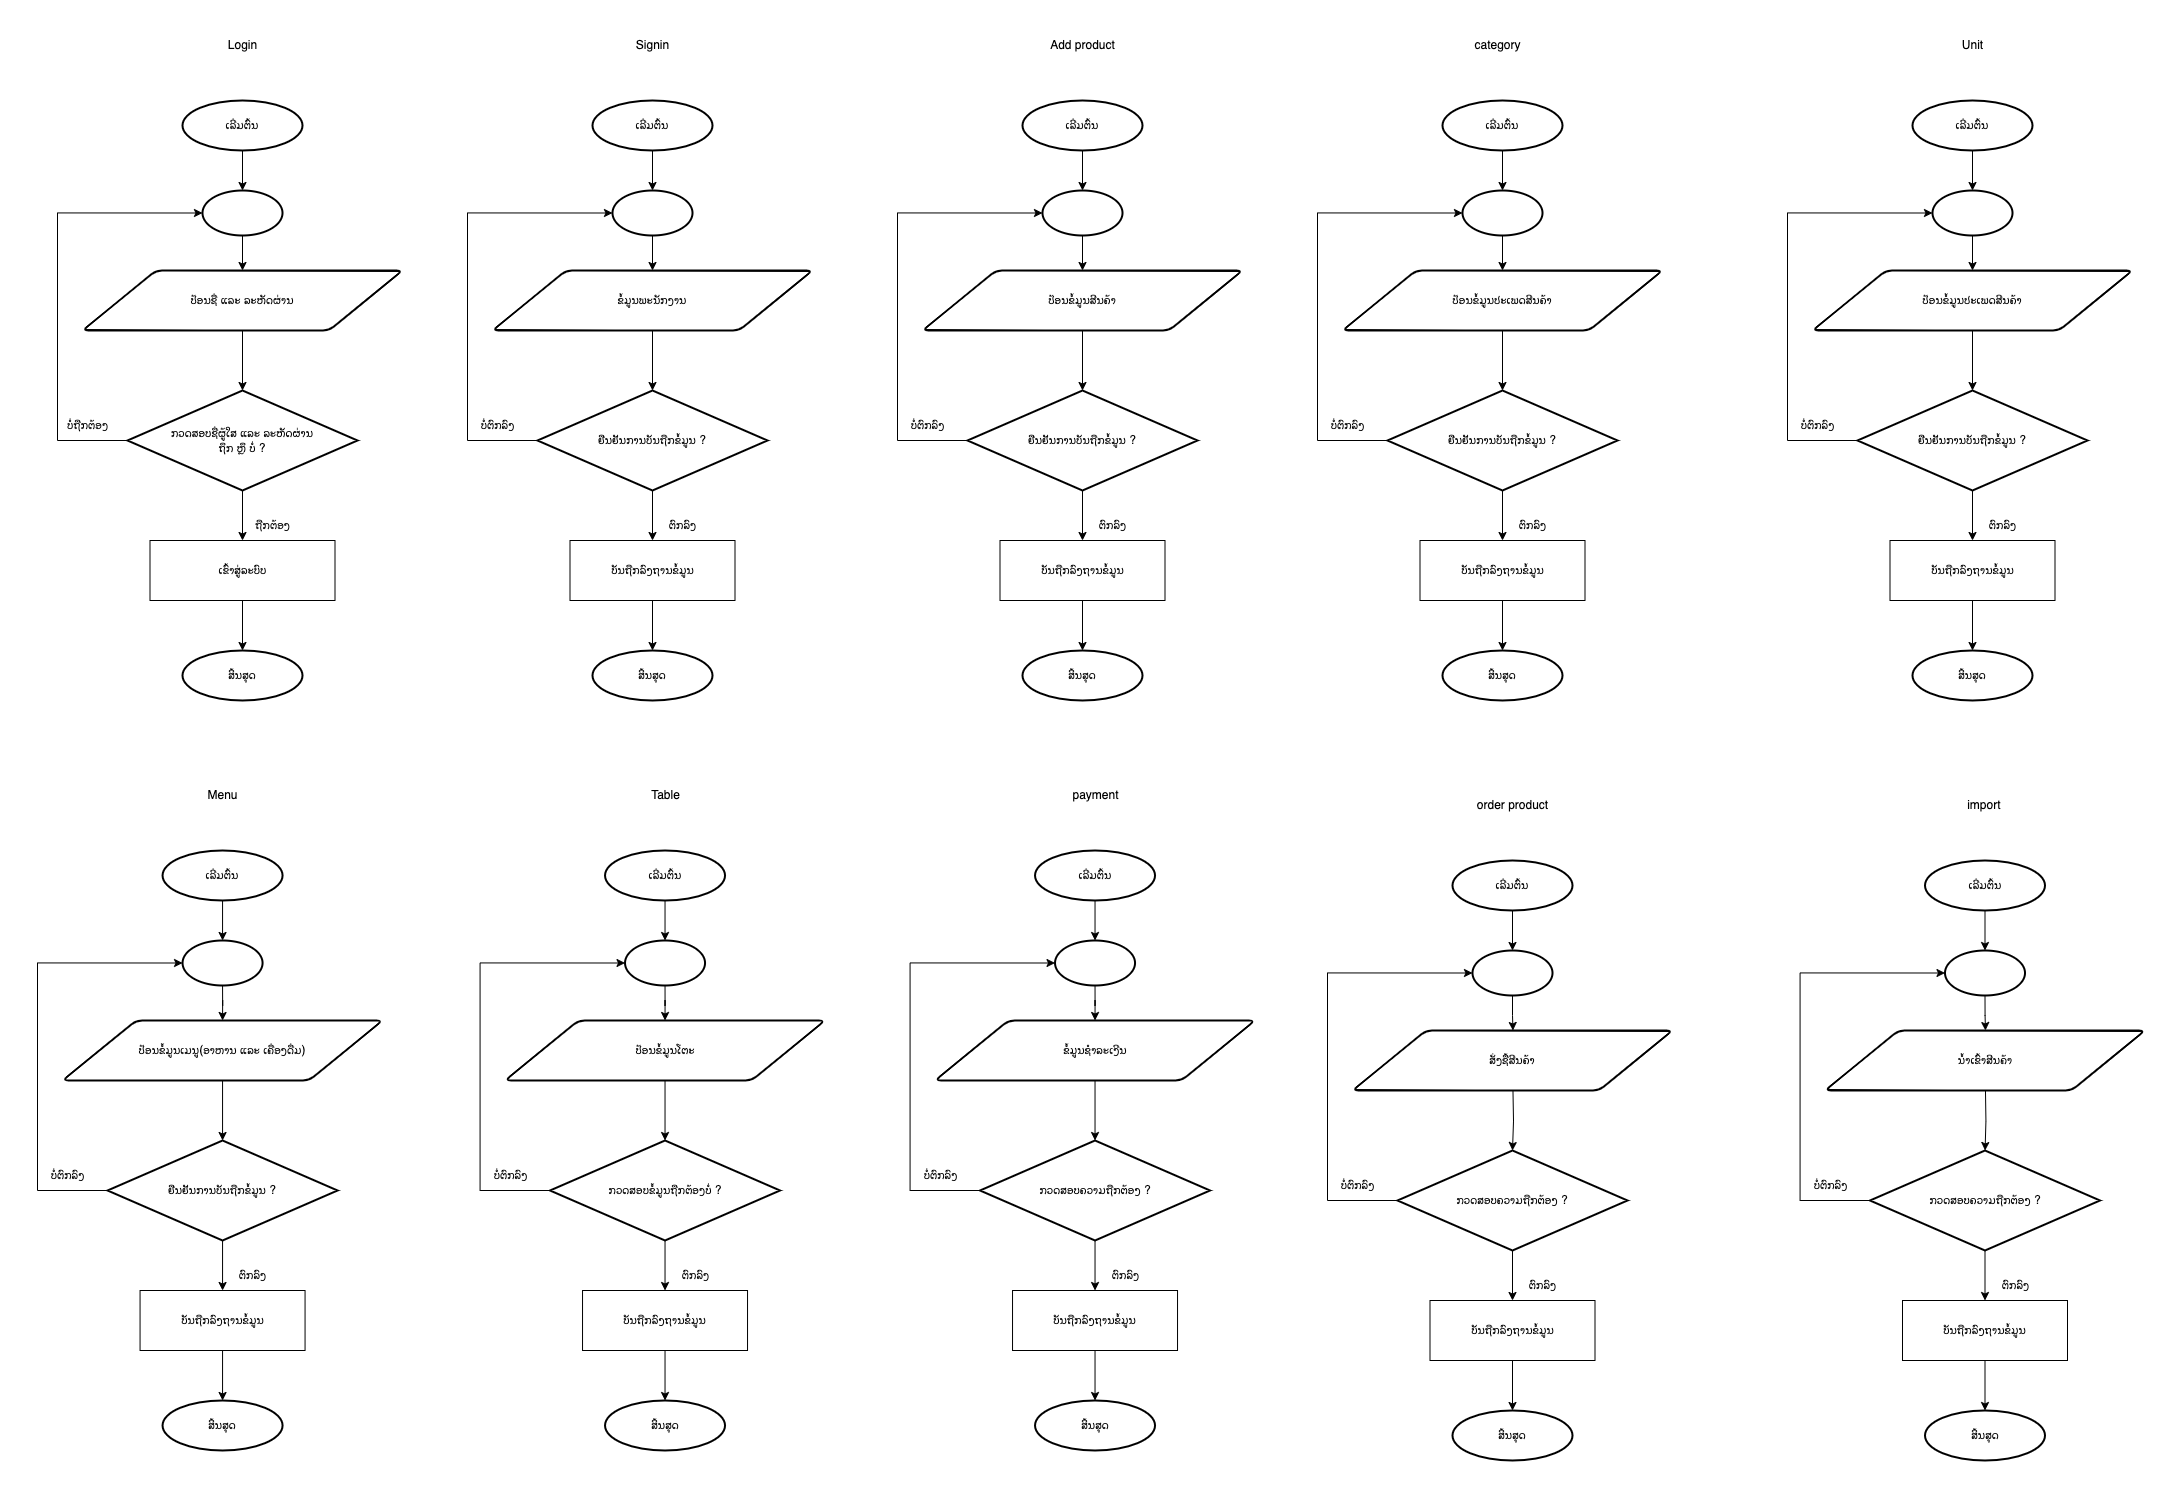 Login
ເລີ່ມຕົ້ນ
ປ້ອນຊື່ ແລະ ລະຫັດຜ່ານ
ບໍ່ຖືກຕ້ອງ
ກວດສອບຊື່ຜູ້ໃສ່ ແລະ ລະຫັດຜ່ານ
ຖຶກ ຫຼື ບໍ່ ?
ຖືກຕ້ອງ
ເຂົ້າສູ່ລະບົບ
ສິ້ນສຸດ
Signin
ເລີ່ມຕົ້ນ
ຂໍ້ມູນພະນັກງານ
ບໍ່ຕົກລົງ
ຢືນຢັນການບັນຖືກຂໍ້ມູນ ?
ຕົກລົງ
ບັນຖືກລົງຖານຂໍ້ມູນ
ສິ້ນສຸດ
Add product
ເລີ່ມຕົ້ນ
ປ້ອນຂໍ້ມູນສິນຄ້າ
ບໍ່ຕົກລົງ
ຢືນຢັນການບັນຖືກຂໍ້ມູນ ?
ຕົກລົງ
ບັນຖືກລົງຖານຂໍ້ມູນ
ສິ້ນສຸດ
category
ເລີ່ມຕົ້ນ
ປ້ອນຂໍ້ມູນປະເພດສິນຄ້າ
ບໍ່ຕົກລົງ
ຢືນຢັນການບັນຖືກຂໍ້ມູນ ?
ຕົກລົງ
ບັນຖືກລົງຖານຂໍ້ມູນ
ສິ້ນສຸດ
Unit
ເລີ່ມຕົ້ນ
ປ້ອນຂໍ້ມູນປະເພດສິນຄ້າ
ບໍ່ຕົກລົງ
ຢືນຢັນການບັນຖືກຂໍ້ມູນ ?
ຕົກລົງ
ບັນຖືກລົງຖານຂໍ້ມູນ
ສິ້ນສຸດ
Menu
ເລີ່ມຕົ້ນ
ປ້ອນຂໍ້ມູນເມນູ(ອາຫານ ແລະ ເຄື່ອງດື່ມ)
ບໍ່ຕົກລົງ
ຢືນຢັນການບັນຖືກຂໍ້ມູນ ?
ຕົກລົງ
ບັນຖືກລົງຖານຂໍ້ມູນ
ສິ້ນສຸດ
Table
ເລີ່ມຕົ້ນ
ປ້ອນຂໍ້ມູນໂຕະ
ບໍ່ຕົກລົງ
ກວດສອບຂໍ້ມູນຖືກຕ້ອງບໍ່ ?
ຕົກລົງ
ບັນຖືກລົງຖານຂໍ້ມູນ
ສິ້ນສຸດ
payment
ເລີ່ມຕົ້ນ
ຂໍ້ມູນຊຳລະເງີນ
ບໍ່ຕົກລົງ
ກວດສອບຄວາມຖືກຕ້ອງ ?
ຕົກລົງ
ບັນຖືກລົງຖານຂໍ້ມູນ
ສິ້ນສຸດ
order product
ເລີ່ມຕົ້ນ
ສັ່ງຊື້ສິນຄ້າ
ບໍ່ຕົກລົງ
ກວດສອບຄວາມຖືກຕ້ອງ ?
ຕົກລົງ
ບັນຖືກລົງຖານຂໍ້ມູນ
ສິ້ນສຸດ
import
ເລີ່ມຕົ້ນ
ນຳເຂົ້າສິນຄ້າ
ບໍ່ຕົກລົງ
ກວດສອບຄວາມຖືກຕ້ອງ ?
ຕົກລົງ
ບັນຖືກລົງຖານຂໍ້ມູນ
ສິ້ນສຸດ